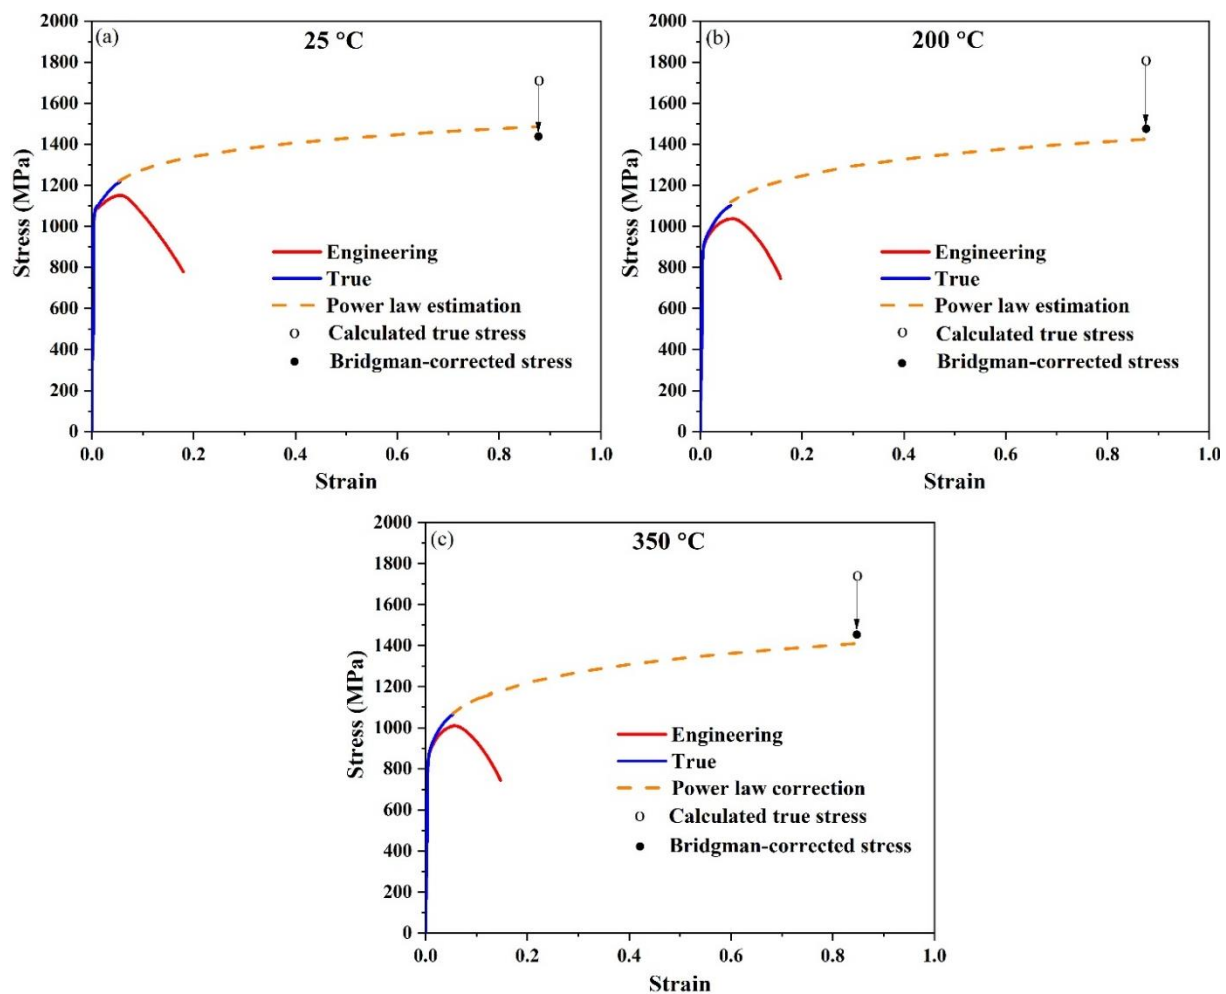 (a)
25 °C
2000
1800
1600
1400
1200
1000
800
600
400
200
0
Stress (MPa)
Engineering
True
Power law estimation
Calculated true stress
Bridgman-corrected stress
0.0 0.2 0.4 0.6 0.8 1.0
Strain
(b)
200 °C
2000
1800
1600
1400
1200
1000
800
600
400
200
0
Stress (MPa)
Engineering
True
Power law estimation
Calculated true stress
Bridgman-corrected stress
0.0 0.2 0.4 0.6 0.8 1.0
Strain
(c)
350 °C
2000
1800
1600
1400
1200
1000
800
600
400
200
0
Stress (MPa)
Engineering
True
Power law correction
Calculated true stress
Bridgman-corrected stress
0.0 0.2 0.4 0.6 0.8 1.0
Strain